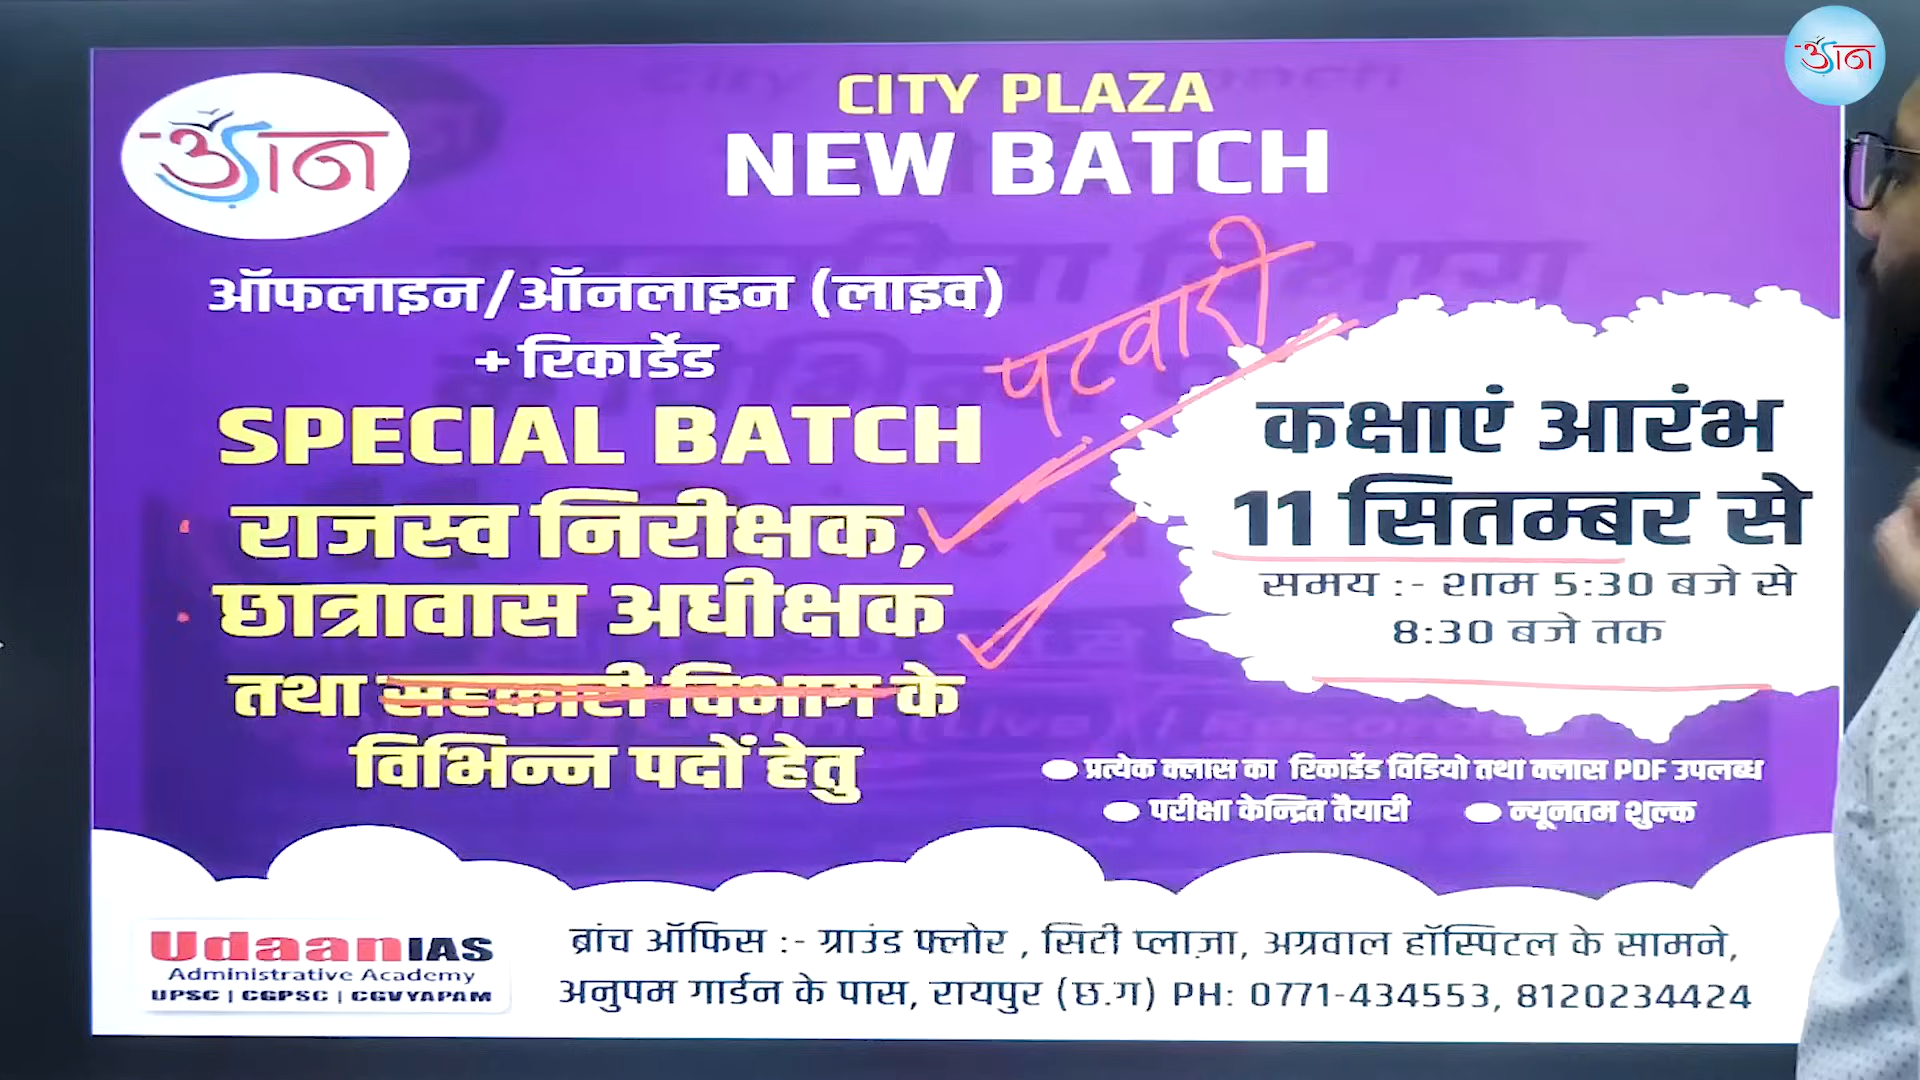 उड़ान
उड़ान
CITY PLAZA
NEW BATCH
ऑफलाइन/ऑनलाइन (लाइव)
+रिकार्डेड
SPECIAL BATCH
पटवारी
राजस्व निरीक्षक,
छात्रावास अधीक्षक
तथा सहकारी विभाग के
विभिन्न पदों हेतु
कक्षाएं आरंभ
11 सितम्बर से
समय :- शाम 5:30 बजे से
8:30 बजे तक
प्रत्येक क्लास का रिकार्डेड विडियो तथा क्लास PDF उपलब्ध
परीक्षा केन्द्रित तैयारी
न्यूनतम शुल्क
Udaan IAS
Administrative Academy
UPSC | CGPSC | CGVYAPAM
ब्रांच ऑफिस :- ग्राउंड फ्लोर , सिटी प्लाज़ा, अग्रवाल हॉस्पिटल के सामने,
अनुपम गार्डन के पास, रायपुर (छ.ग) PH: 0771-434553, 8120234424